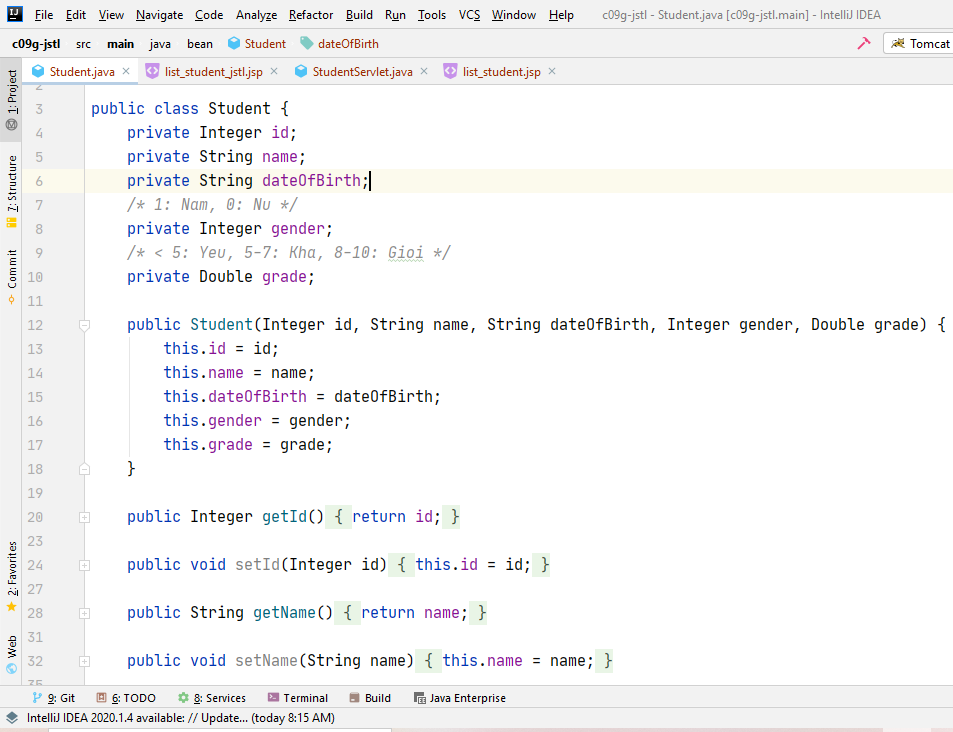 File Edit View Navigate Code Analyze Refactor Build Run Tools VCS Window Help c09g-jstl - Student.java [c09g-jstl.main] - IntelliJ IDEA
c09g-jstl src main java bean Student dateOfBirth Tomcat
Student.java × list_student_jstl.jsp × StudentServlet.java × list_student.jsp ×
1: Project
7: Structure
Commit
2: Favorites
Web
2
3 public class Student {
4 private Integer id;
5 private String name;
6 private String dateOfBirth;
7 /* 1: Nam, 0: Nu */
8 private Integer gender;
9 /* < 5: Yeu, 5-7: Kha, 8-10: Gioi */
10 private Double grade;
11
12 public Student(Integer id, String name, String dateOfBirth, Integer gender, Double grade) {
13 this.id = id;
14 this.name = name;
15 this.dateOfBirth = dateOfBirth;
16 this.gender = gender;
17 this.grade = grade;
18 }
19
20 public Integer getId() { return id; }
23
24 public void setId(Integer id) { this.id = id; }
27
28 public String getName() { return name; }
31
32 public void setName(String name) { this.name = name; }
35
9: Git 6: TODO 8: Services Terminal Build Java Enterprise
IntelliJ IDEA 2020.1.4 available: // Update... (today 8:15 AM)